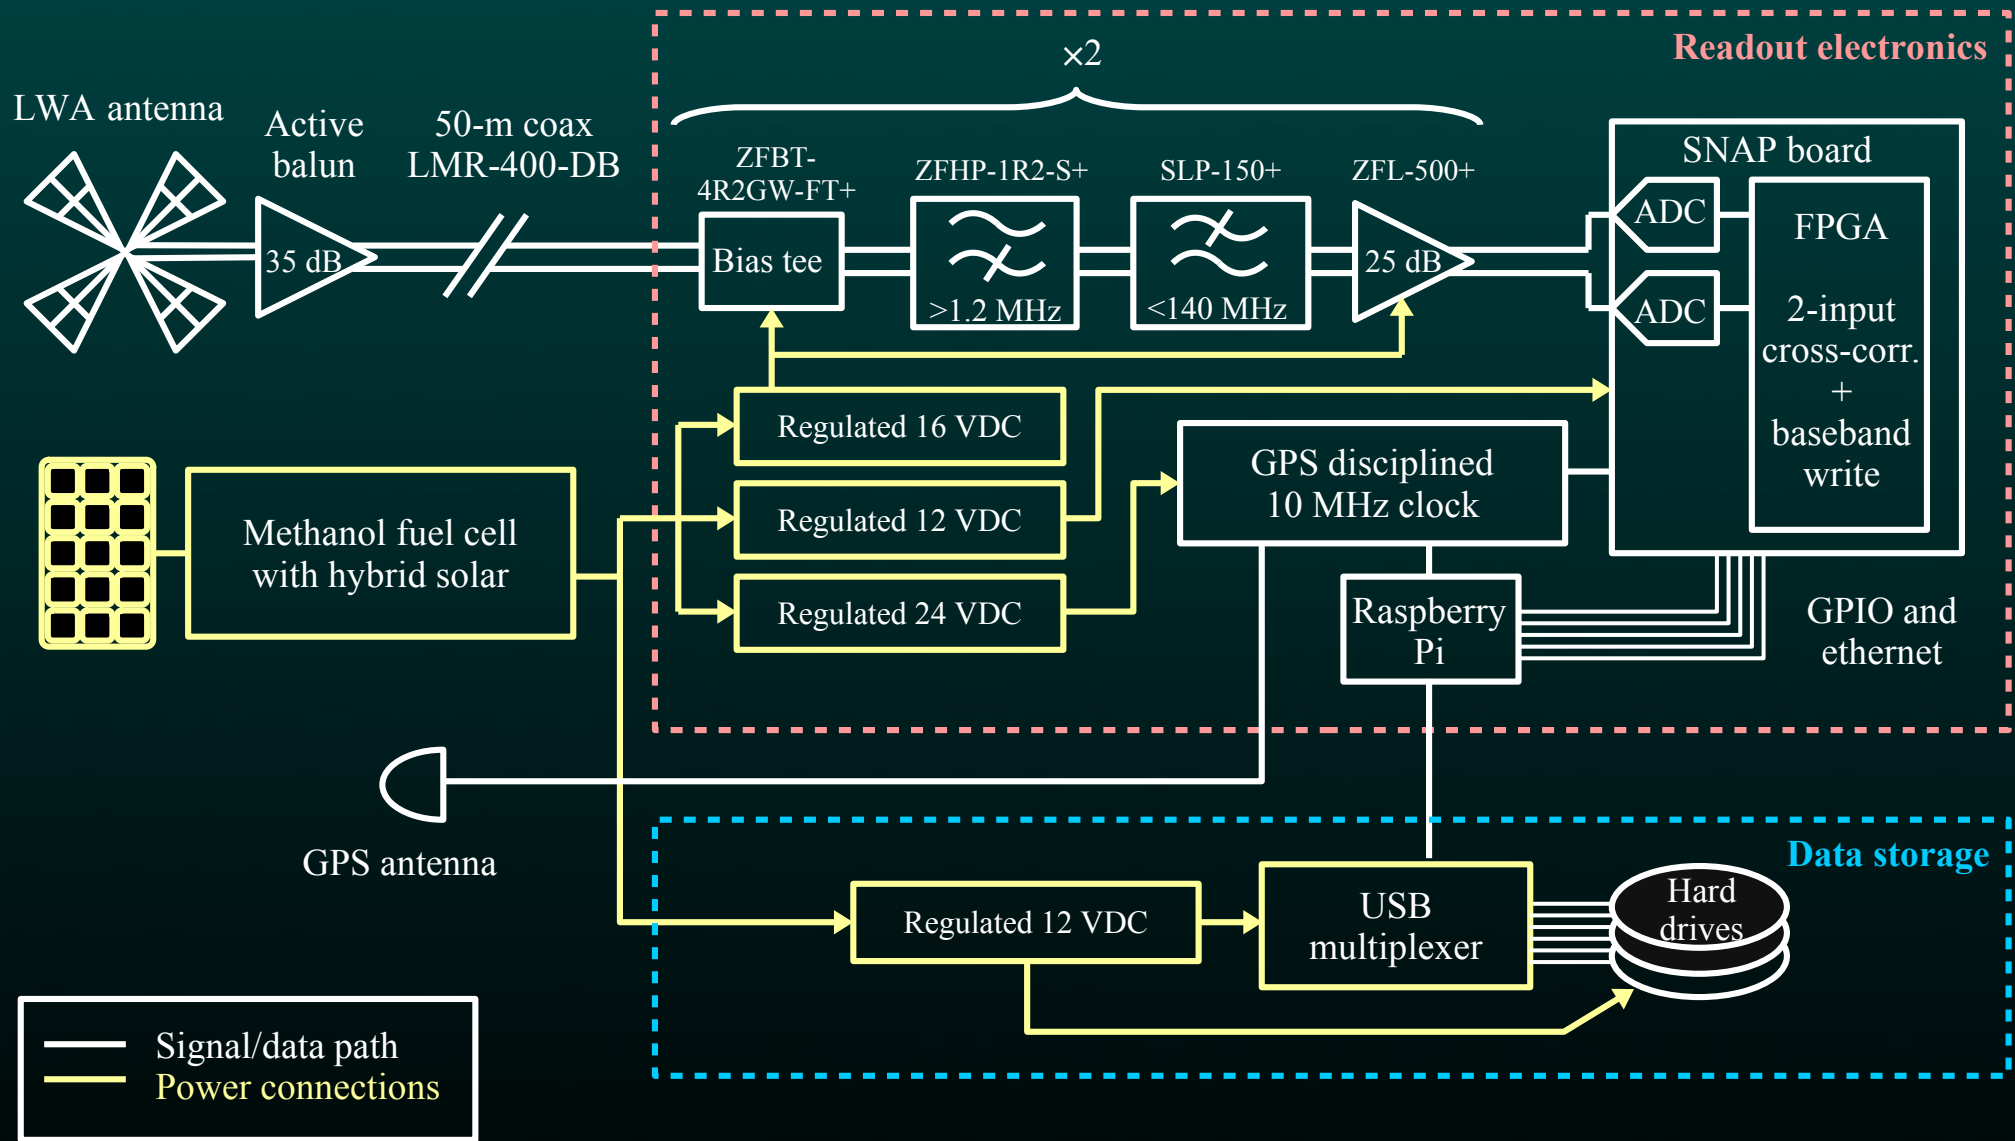 Readout electronics
×2
LWA antenna
Active
balun
50-m coax
LMR-400-DB
ZFBT-
4R2GW-FT+
ZFHP-1R2-S+
SLP-150+
ZFL-500+
SNAP board
35 dB
Bias tee
>1.2 MHz
<140 MHz
25 dB
ADC
ADC
FPGA
2-input
cross-corr.
+
baseband
write
Regulated 16 VDC
Regulated 12 VDC
Regulated 24 VDC
GPS disciplined
10 MHz clock
Methanol fuel cell
with hybrid solar
Raspberry
Pi
GPIO and
ethernet
GPS antenna
Data storage
Regulated 12 VDC
USB
multiplexer
Hard
drives
Signal/data path
Power connections